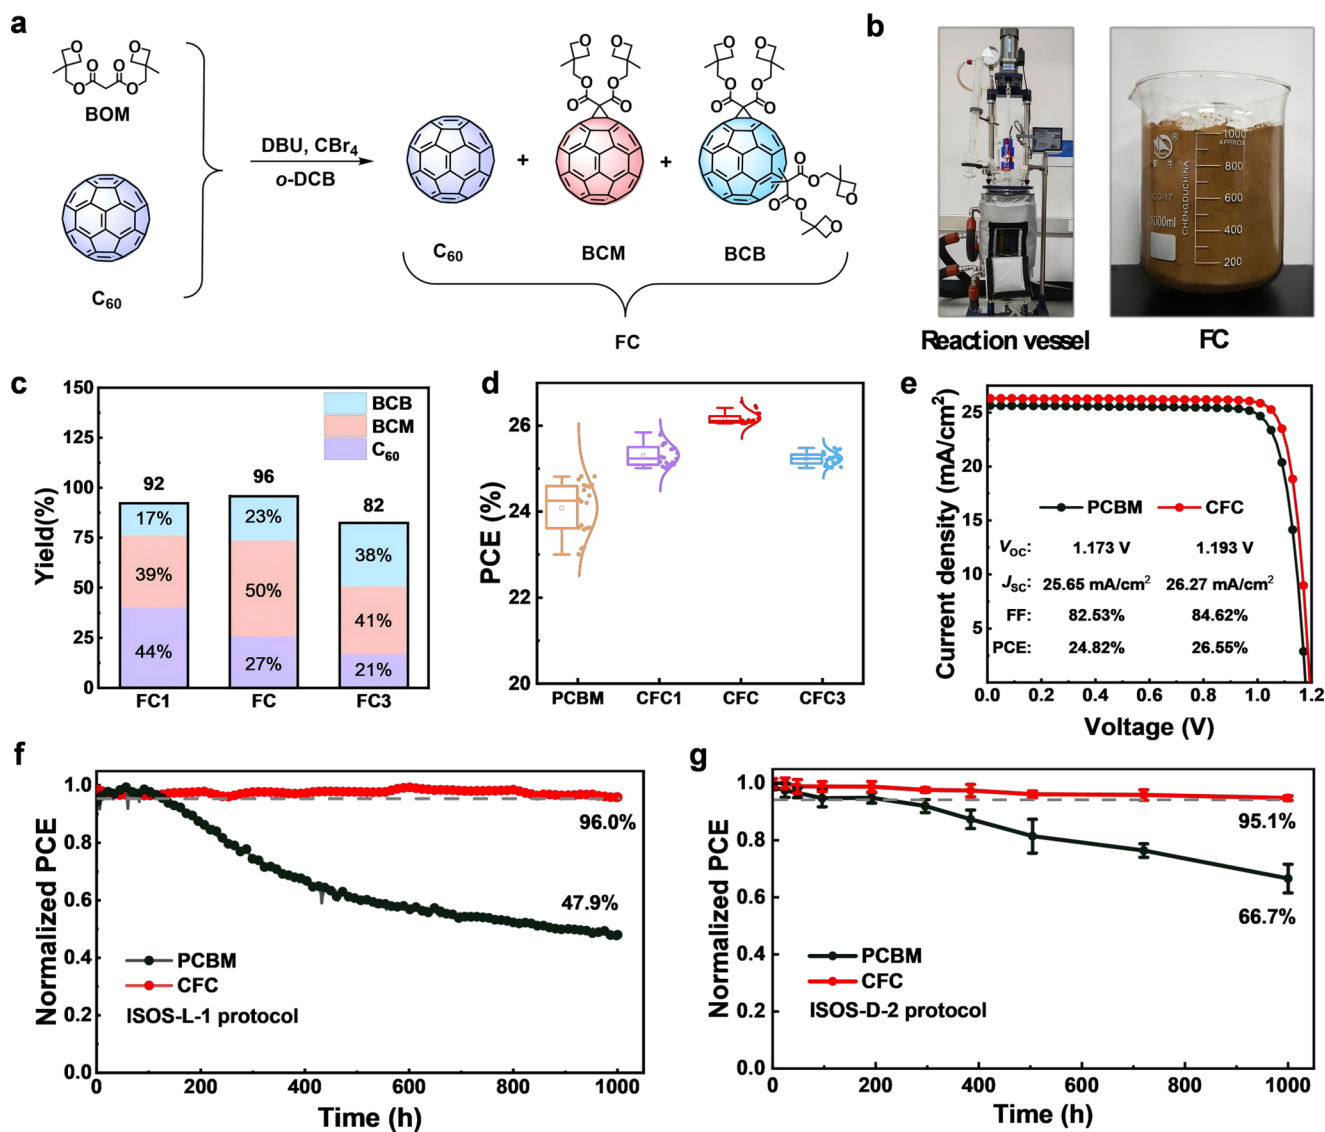 a
BOM
C60
DBU, CBr4
o-DCB
C60
+
BCM
+
BCB
FC
b
Reaction vessel
1000
APPROX
800
GG-17
600
1000ml
CHENGDUCHINA
400
200
FC
c
Yield(%)
150
125
100
75
50
25
0
BCB
BCM
C60
92
96
82
17%
23%
38%
39%
50%
41%
44%
27%
21%
FC1
FC
FC3
d
PCE (%)
26
24
22
20
PCBM
CFC1
CFC
CFC3
e
Current density (mA/cm2)
25
20
15
10
5
PCBM
CFC
VOC: 1.173 V 1.193 V
JSC: 25.65 mA/cm2 26.27 mA/cm2
FF: 82.53% 84.62%
PCE: 24.82% 26.55%
0.0 0.2 0.4 0.6 0.8 1.0 1.2
Voltage (V)
f
Normalized PCE
1.0
0.8
0.6
0.4
0.2
0.0
96.0%
47.9%
PCBM
CFC
ISOS-L-1 protocol
0 200 400 600 800 1000
Time (h)
g
Normalized PCE
1.0
0.8
0.6
0.4
0.2
0.0
95.1%
66.7%
PCBM
CFC
ISOS-D-2 protocol
0 200 400 600 800 1000
Time (h)